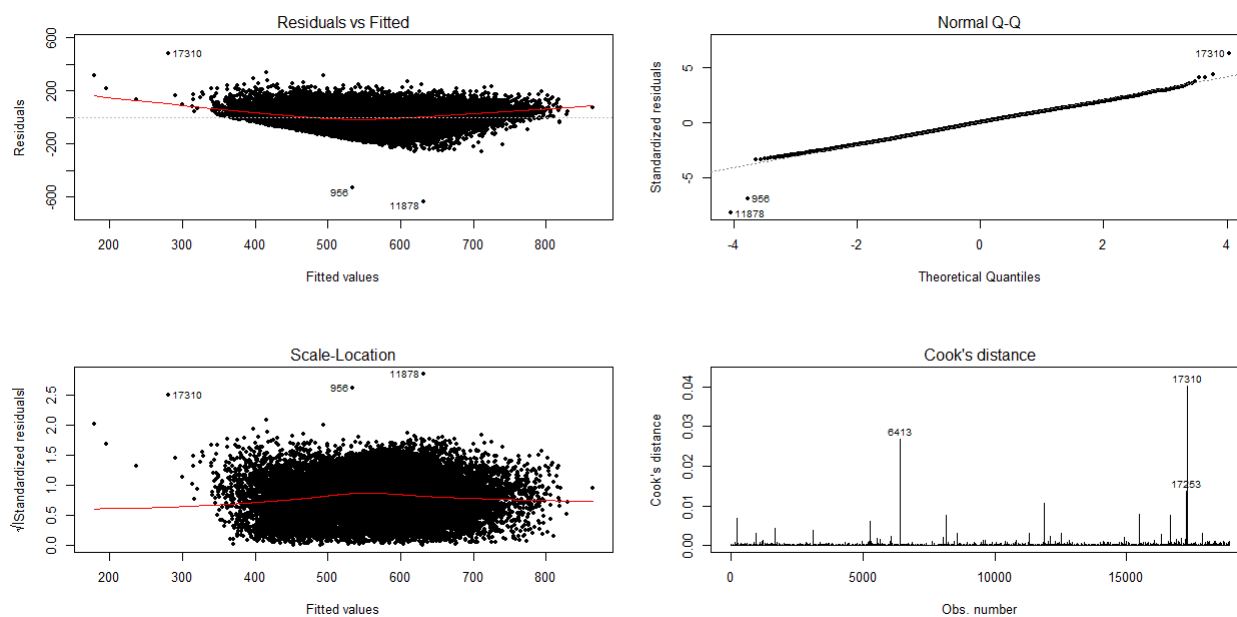 Residuals vs Fitted
Residuals
600
200
-200
-600
17310
956
11878
200 300 400 500 600 700 800
Fitted values
Normal Q-Q
Standardized residuals
5
0
-5
17310
956
11878
-4 -2 0 2 4
Theoretical Quantiles
Scale-Location
√|Standardized residuals|
2.5
2.0
1.5
1.0
0.5
0.0
11878
956
17310
200 300 400 500 600 700 800
Fitted values
Cook's distance
Cook's distance
0.04
0.03
0.02
0.01
0.00
17310
6413
17253
0 5000 10000 15000
Obs. number